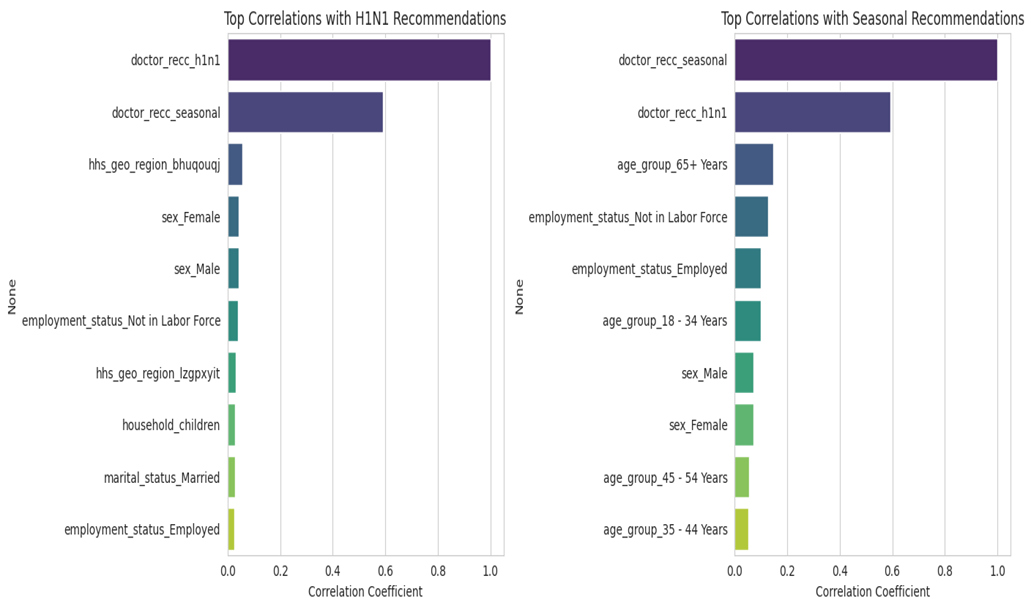 Top Correlations with H1N1 Recommendations
doctor_recc_h1n1
doctor_recc_seasonal
hhs_geo_region_bhuqouqj
sex_Female
sex_Male
employment_status_Not in Labor Force
hhs_geo_region_lzgpxyit
household_children
marital_status_Married
employment_status_Employed
None
0.0 0.2 0.4 0.6 0.8 1.0
Correlation Coefficient
Top Correlations with Seasonal Recommendations
doctor_recc_seasonal
doctor_recc_h1n1
age_group_65+ Years
employment_status_Not in Labor Force
employment_status_Employed
age_group_18 - 34 Years
sex_Male
sex_Female
age_group_45 - 54 Years
age_group_35 - 44 Years
None
0.0 0.2 0.4 0.6 0.8 1.0
Correlation Coefficient